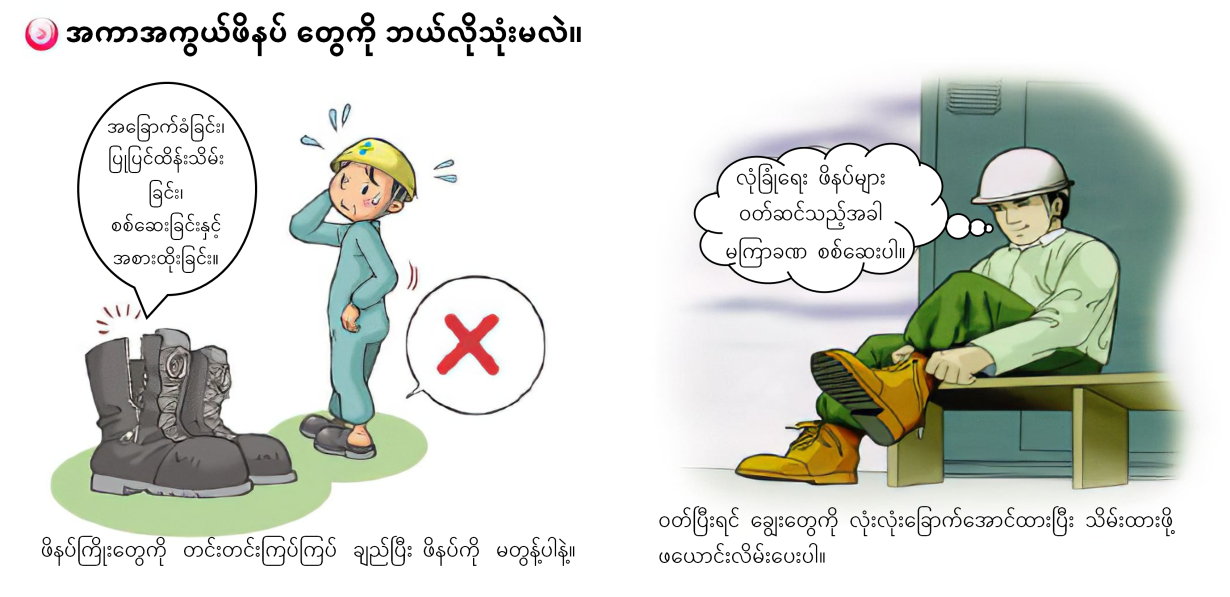 အကာအကွယ်ဖိနပ် တွေကို ဘယ်လိုသုံးမလဲ။
အခြောက်ခံခြင်း၊
ပြုပြင်ထိန်းသိမ်း
ခြင်း၊
စစ်ဆေးခြင်းနှင့်
အစားထိုးခြင်း။
ဖိနပ်ကြိုးတွေကို တင်းတင်းကြပ်ကြပ် ချည်ပြီး ဖိနပ်ကို မတွန့်ပါနဲ့။
လုံခြုံရေး ဖိနပ်များ
ဝတ်ဆင်သည့်အခါ
မကြာခဏ စစ်ဆေးပါ။
ဝတ်ပြီးရင် ချွေးတွေကို လုံးလုံးခြောက်အောင်ထားပြီး သိမ်းထားဖို့
ဖယောင်းလိမ်းပေးပါ။